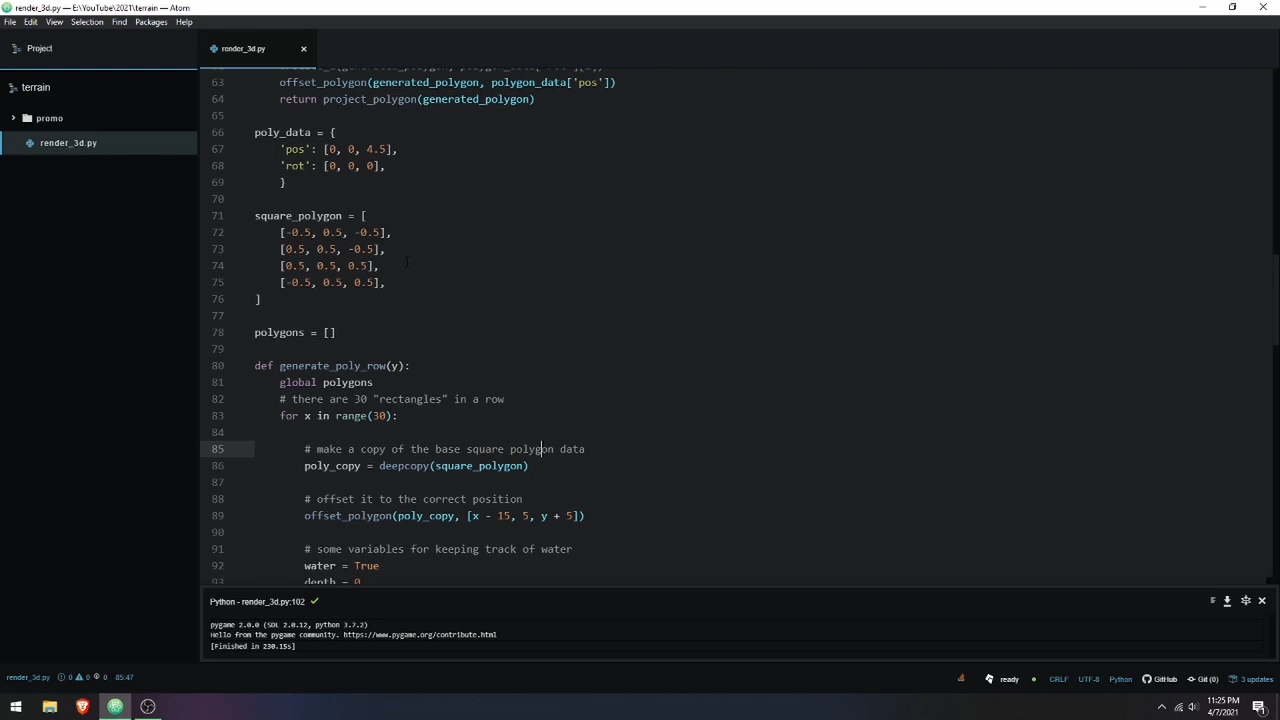 render_3d.py — E:\YouTube\2021\terrain — Atom
File Edit View Selection Find Packages Help
Project
render_3d.py
terrain
promo
render_3d.py
63 offset_polygon(generated_polygon, polygon_data['pos'])
64 return project_polygon(generated_polygon)
65
66 poly_data = {
67 'pos': [0, 0, 4.5],
68 'rot': [0, 0, 0],
69 }
70
71 square_polygon = [
72 [-0.5, 0.5, -0.5],
73 [0.5, 0.5, -0.5],
74 [0.5, 0.5, 0.5],
75 [-0.5, 0.5, 0.5],
76 ]
77
78 polygons = []
79
80 def generate_poly_row(y):
81 global polygons
82 # there are 30 "rectangles" in a row
83 for x in range(30):
84
85 # make a copy of the base square polygon data
86 poly_copy = deepcopy(square_polygon)
87
88 # offset it to the correct position
89 offset_polygon(poly_copy, [x - 15, 5, y + 5])
90
91 # some variables for keeping track of water
92 water = True
93 depth = 0
Python - render_3d.py:102
pygame 2.0.0 (SDL 2.0.12, python 3.7.2)
Hello from the pygame community. https://www.pygame.org/contribute.html
[Finished in 230.15s]
render_3d.py 0 0 0 85:47 ready CRLF UTF-8 Python GitHub Git (0) 3 updates
11:25 PM
4/7/2021